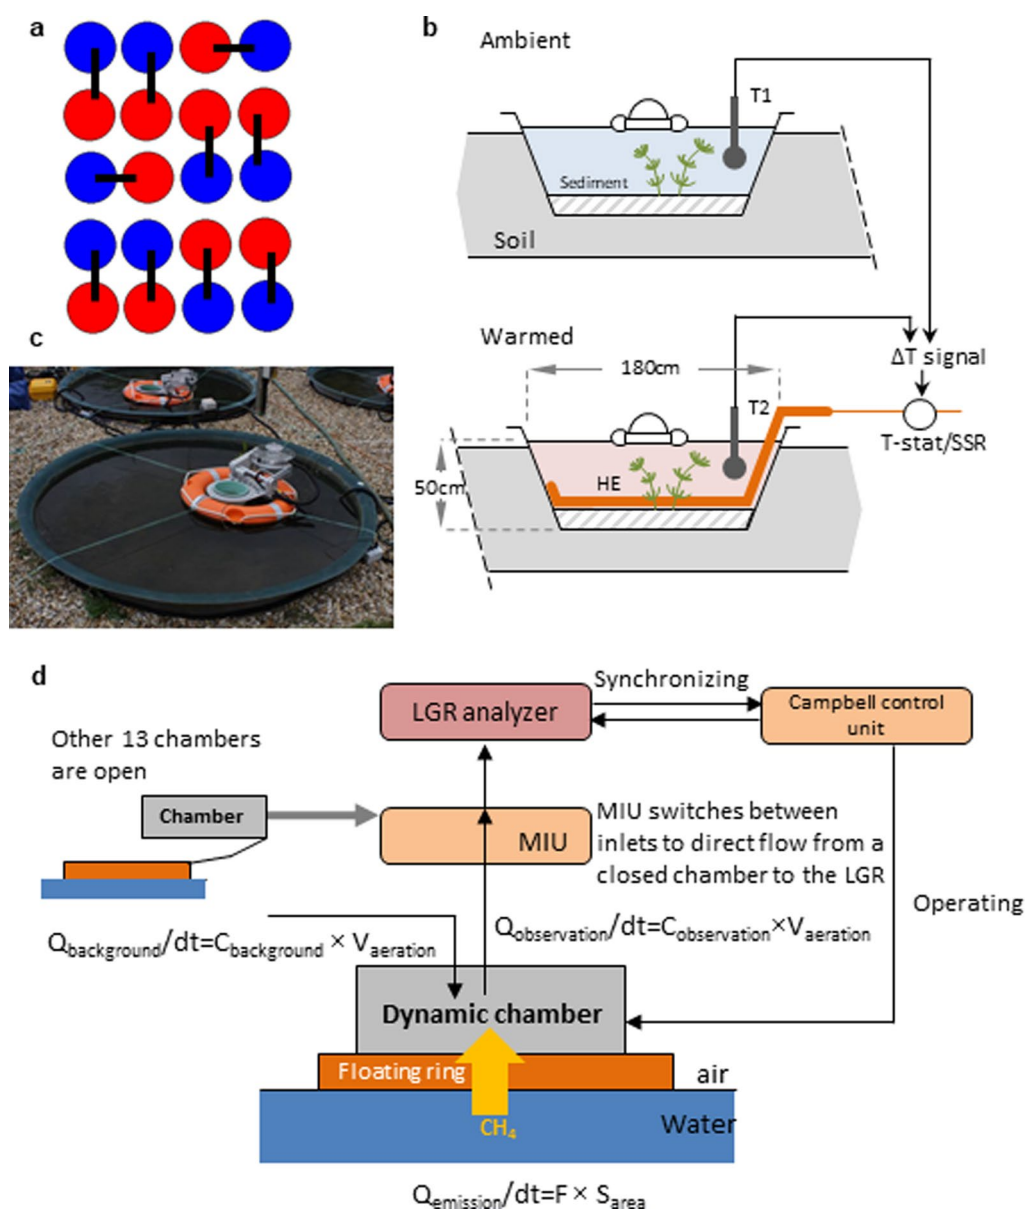 a
b
Ambient
T1
Sediment
Soil
c
Warmed
180cm
ΔT signal
T2
T-stat/SSR
50cm
HE
d
Synchronizing
LGR analyzer
Campbell control
unit
Other 13 chambers
are open
Chamber
MIU
MIU switches between
inlets to direct flow from a
closed chamber to the LGR
Operating
Qbackground/dt=Cbackground × Vaeration
Qobservation/dt=Cobservation×Vaeration
Dynamic chamber
Floating ring
air
CH4
Water
Qemission/dt=F × Sarea